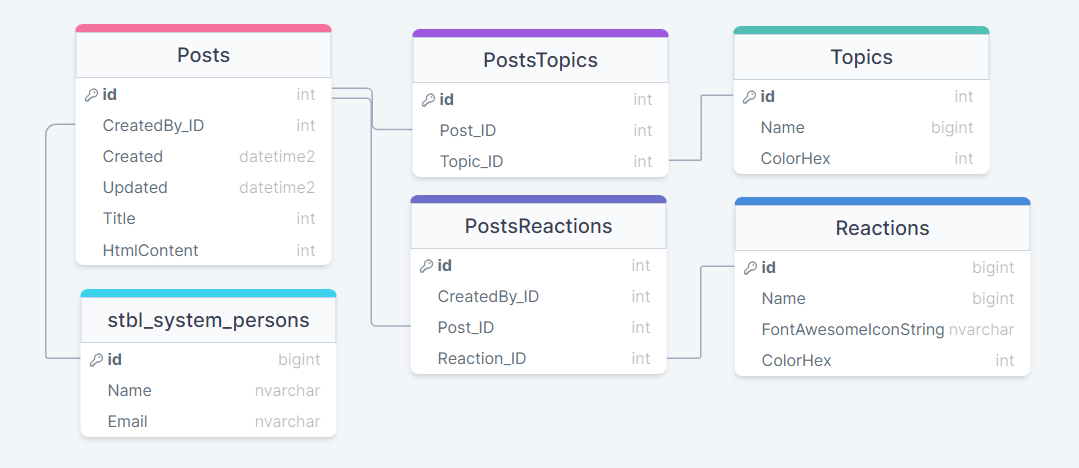 Posts
id int
CreatedBy_ID int
Created datetime2
Updated datetime2
Title int
HtmlContent int
stbl_system_persons
id bigint
Name nvarchar
Email nvarchar
PostsTopics
id int
Post_ID int
Topic_ID int
PostsReactions
id int
CreatedBy_ID int
Post_ID int
Reaction_ID int
Topics
id int
Name bigint
ColorHex int
Reactions
id bigint
Name bigint
FontAwesomeIconString nvarchar
ColorHex int